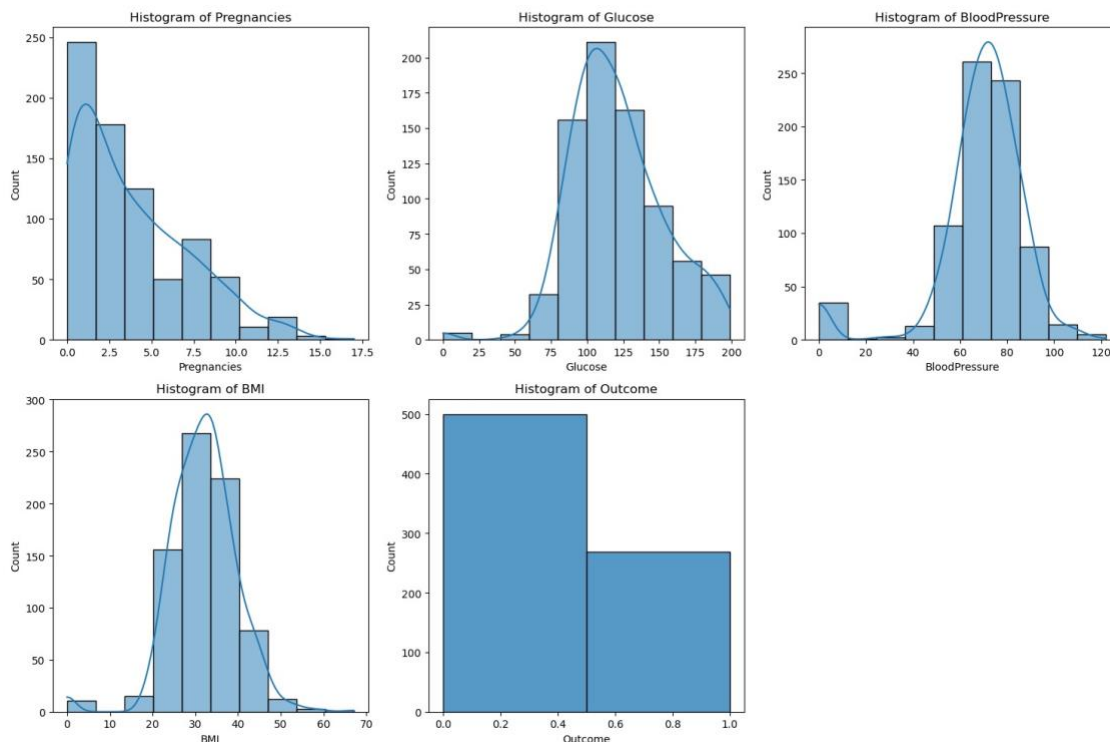 Histogram of Pregnancies
250
200
150
100
50
0
Count
0.0 2.5 5.0 7.5 10.0 12.5 15.0 17.5
Pregnancies
Histogram of Glucose
200
175
150
125
100
75
50
25
0
Count
0 25 50 75 100 125 150 175 200
Glucose
Histogram of BloodPressure
250
200
150
100
50
0
Count
0 20 40 60 80 100 120
BloodPressure
Histogram of BMI
300
250
200
150
100
50
0
Count
0 10 20 30 40 50 60 70
BMI
Histogram of Outcome
500
400
300
200
100
0
Count
0.0 0.2 0.4 0.6 0.8 1.0
Outcome